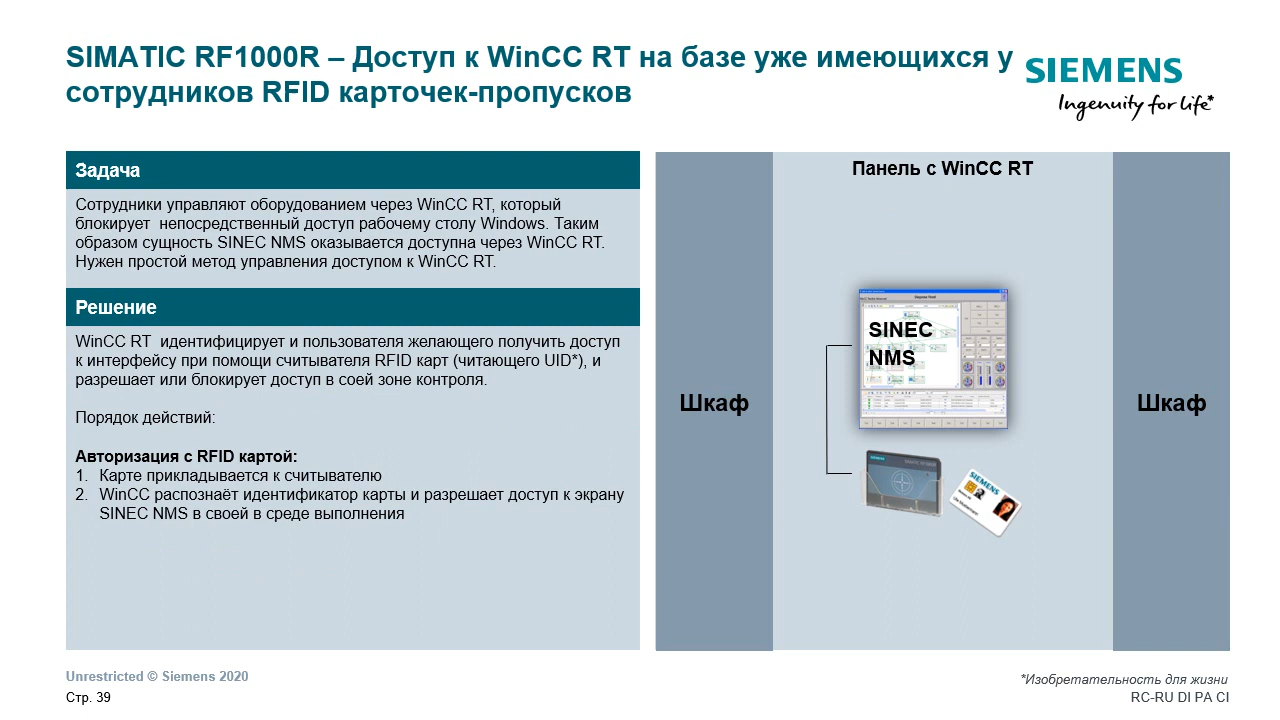 SIMATIC RF1000R – Доступ к WinCC RT на базе уже имеющихся у
сотрудников RFID карточек-пропусков
SIEMENS
Ingenuity for life*
Задача
Сотрудники управляют оборудованием через WinCC RT, который
блокирует непосредственный доступ рабочему столу Windows. Таким
образом сущность SINEC NMS оказывается доступна через WinCC RT.
Нужен простой метод управления доступом к WinCC RT.
Решение
WinCC RT идентифицирует и пользователя желающего получить доступ
к интерфейсу при помощи считывателя RFID карт (читающего UID*), и
разрешает или блокирует доступ в соей зоне контроля.
Порядок действий:
Авторизация с RFID картой:
1. Карте прикладывается к считывателю
2. WinCC распознаёт идентификатор карты и разрешает доступ к экрану
SINEC NMS в своей в среде выполнения
Панель с WinCC RT
Шкаф
SINEC
NMS
SIEMENS
Шкаф
Unrestricted © Siemens 2020
Стр. 39
*Изобретательность для жизни
RC-RU DI PA CI